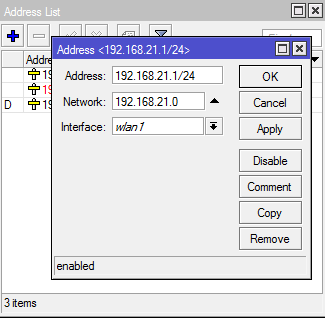 Address List
Address <192.168.21.1/24>
Address: 192.168.21.1/24
OK
Network: 192.168.21.0
Cancel
Interface: wlan1
Apply
Disable
Comment
Copy
Remove
enabled
D
3 items